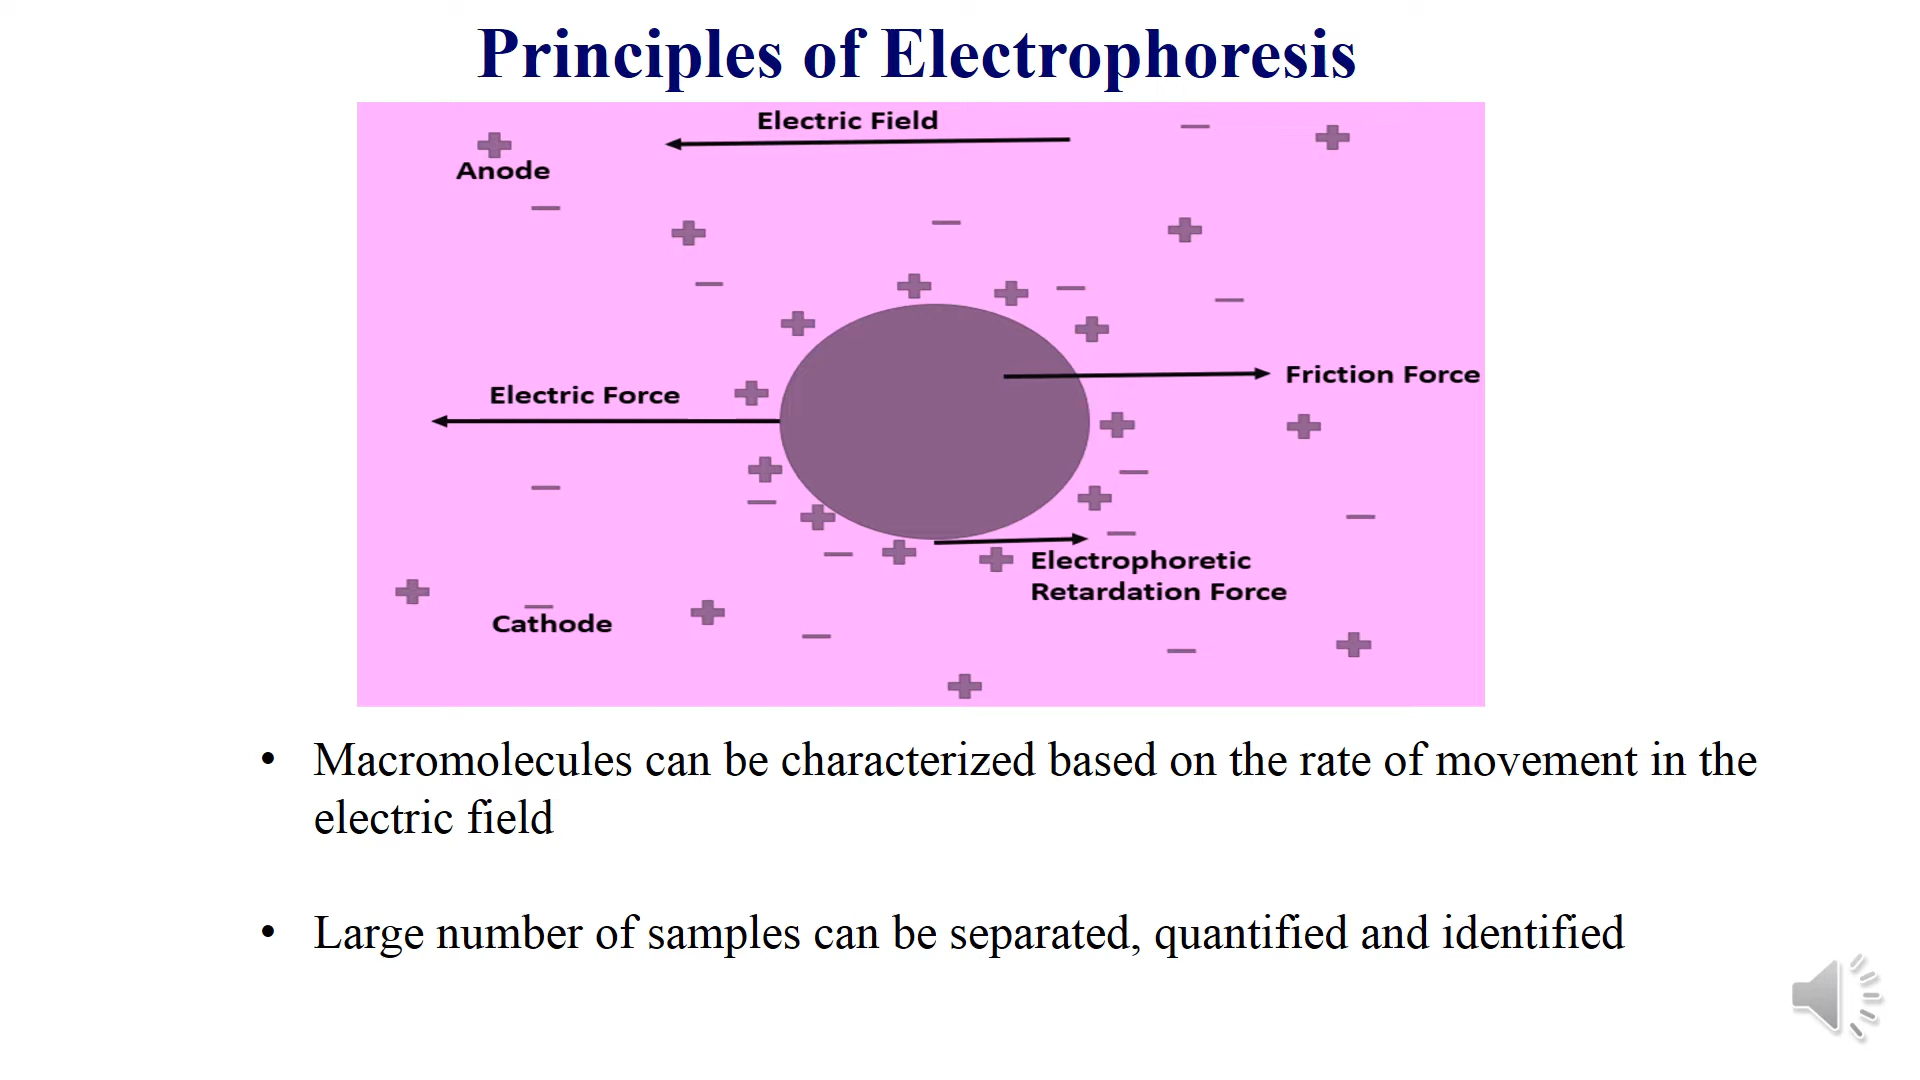 Principles of Electrophoresis
Electric Field
Anode
Friction Force
Electric Force
Electrophoretic
Retardation Force
Cathode
• Macromolecules can be characterized based on the rate of movement in the
electric field
• Large number of samples can be separated, quantified and identified